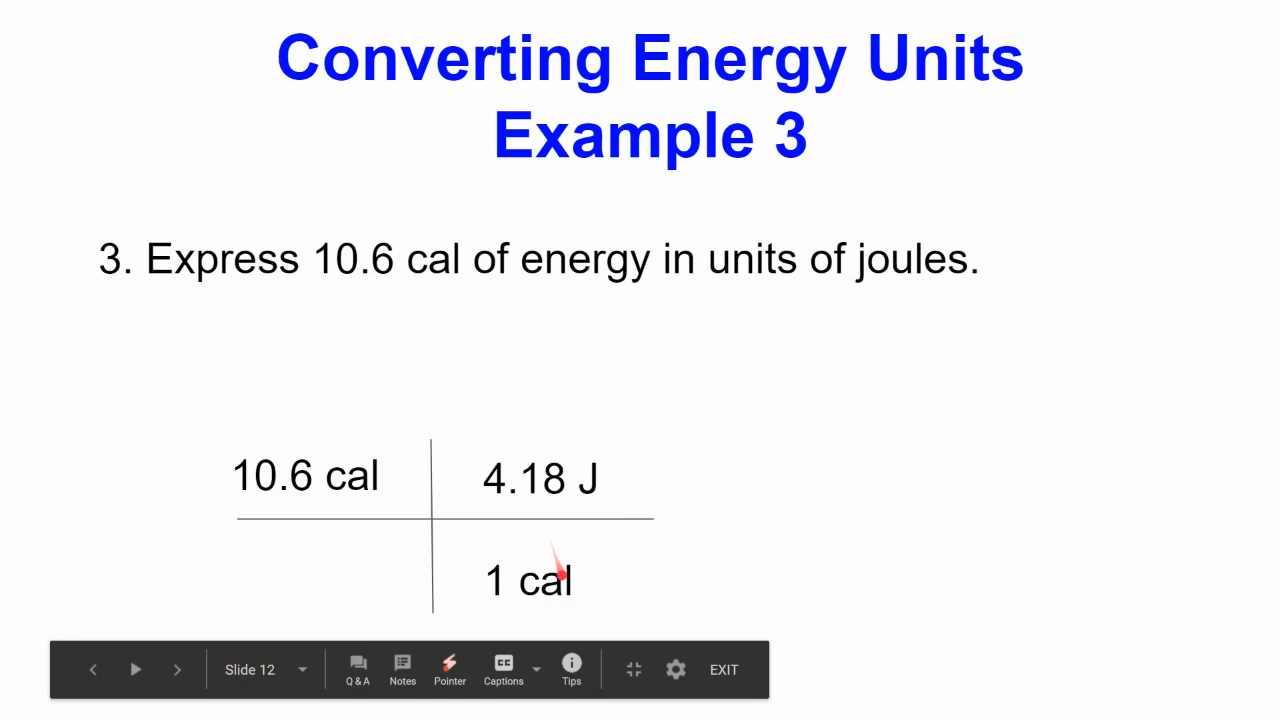 Converting Energy Units
Example 3
3. Express 10.6 cal of energy in units of joules.
10.6 cal 4.18 J
1 cal
Slide 12 Q & A Notes Pointer CC Captions Tips EXIT